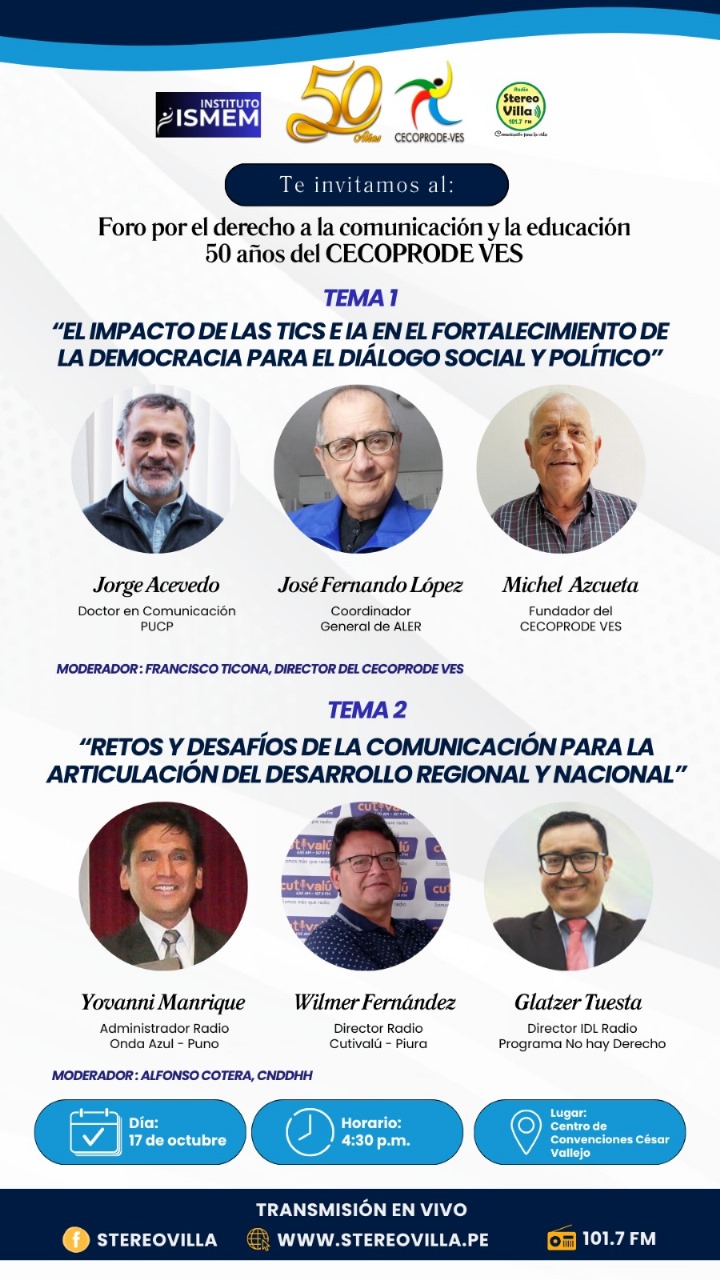 INSTITUTO
ISMEM
50
Años
CECOPRODE-VES
Radio
Stereo
Villa
101.7 FM
Comunicación para la vida
Te invitamos al:
Foro por el derecho a la comunicación y la educación
50 años del CECOPRODE VES
TEMA 1
“EL IMPACTO DE LAS TICS E IA EN EL FORTALECIMIENTO DE
LA DEMOCRACIA PARA EL DIÁLOGO SOCIAL Y POLÍTICO”
Jorge Acevedo
Doctor en Comunicación
PUCP
José Fernando López
Coordinador
General de ALER
Michel Azcueta
Fundador del
CECOPRODE VES
MODERADOR : FRANCISCO TICONA, DIRECTOR DEL CECOPRODE VES
TEMA 2
“RETOS Y DESAFÍOS DE LA COMUNICACIÓN PARA LA
ARTICULACIÓN DEL DESARROLLO REGIONAL Y NACIONAL”
cutivalú
Yovanni Manrique
Administrador Radio
Onda Azul - Puno
Wilmer Fernández
Director Radio
Cutivalú - Piura
Glatzer Tuesta
Director IDL Radio
Programa No hay Derecho
MODERADOR : ALFONSO COTERA, CNDDHH
Día:
17 de octubre
Horario:
4:30 p.m.
Lugar:
Centro de
Convenciones César
Vallejo
TRANSMISIÓN EN VIVO
STEREOVILLA
WWW.STEREOVILLA.PE
101.7 FM